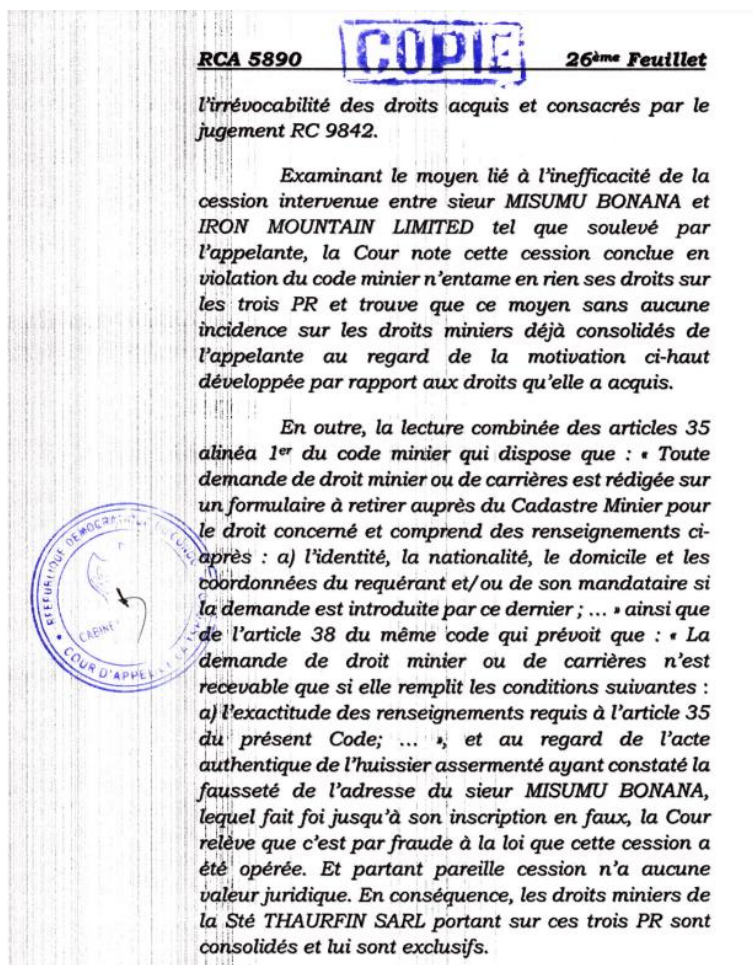 COPIE
RCA 5890 26ème Feuillet
l'irrévocabilité des droits acquis et consacrés par le
jugement RC 9842.
Examinant le moyen lié à l'inefficacité de la
cession intervenue entre sieur MISUMU BONANA et
IRON MOUNTAIN LIMITED tel que soulevé par
l'appelante, la Cour note cette cession conclue en
violation du code minier n'entame en rien ses droits sur
les trois PR et trouve que ce moyen sans aucune
incidence sur les droits miniers déjà consolidés de
l'appelante au regard de la motivation ci-haut
développée par rapport aux droits qu'elle a acquis.
En outre, la lecture combinée des articles 35
alinéa 1er du code minier qui dispose que : « Toute
demande de droit minier ou de carrières est rédigée sur
un formulaire à retirer auprès du Cadastre Minier pour
le droit concerné et comprend des renseignements ci-
après : a) l'identité, la nationalité, le domicile et les
coordonnées du requérant et/ou de son mandataire si
la demande est introduite par ce dernier ; ... » ainsi que
de l'article 38 du même code qui prévoit que : « La
demande de droit minier ou de carrières n'est
recevable que si elle remplit les conditions suivantes :
a) l'exactitude des renseignements requis à l'article 35
du présent Code; ... », et au regard de l'acte
authentique de l'huissier assermenté ayant constaté la
fausseté de l'adresse du sieur MISUMU BONANA,
lequel fait foi jusqu'à son inscription en faux, la Cour
relève que c'est par fraude à la loi que cette cession a
été opérée. Et partant pareille cession n'a aucune
valeur juridique. En conséquence, les droits miniers de
la Sté THAURFIN SARL portant sur ces trois PR sont
consolidés et lui sont exclusifs.
REPUBLIQUE DEMOCRATIQUE
COUR D'APPEL